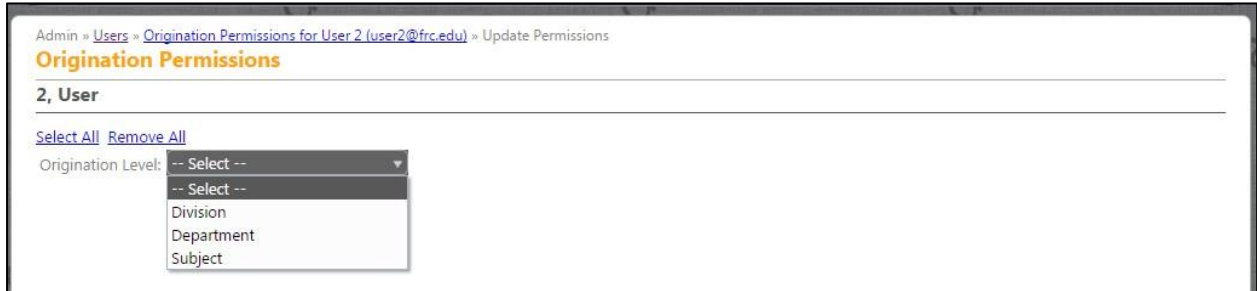 Admin » Users » Origination Permissions for User 2 (user2@frc.edu) » Update Permissions
Origination Permissions
2, User
Select All Remove All
Origination Level: -- Select --
-- Select --
Division
Department
Subject